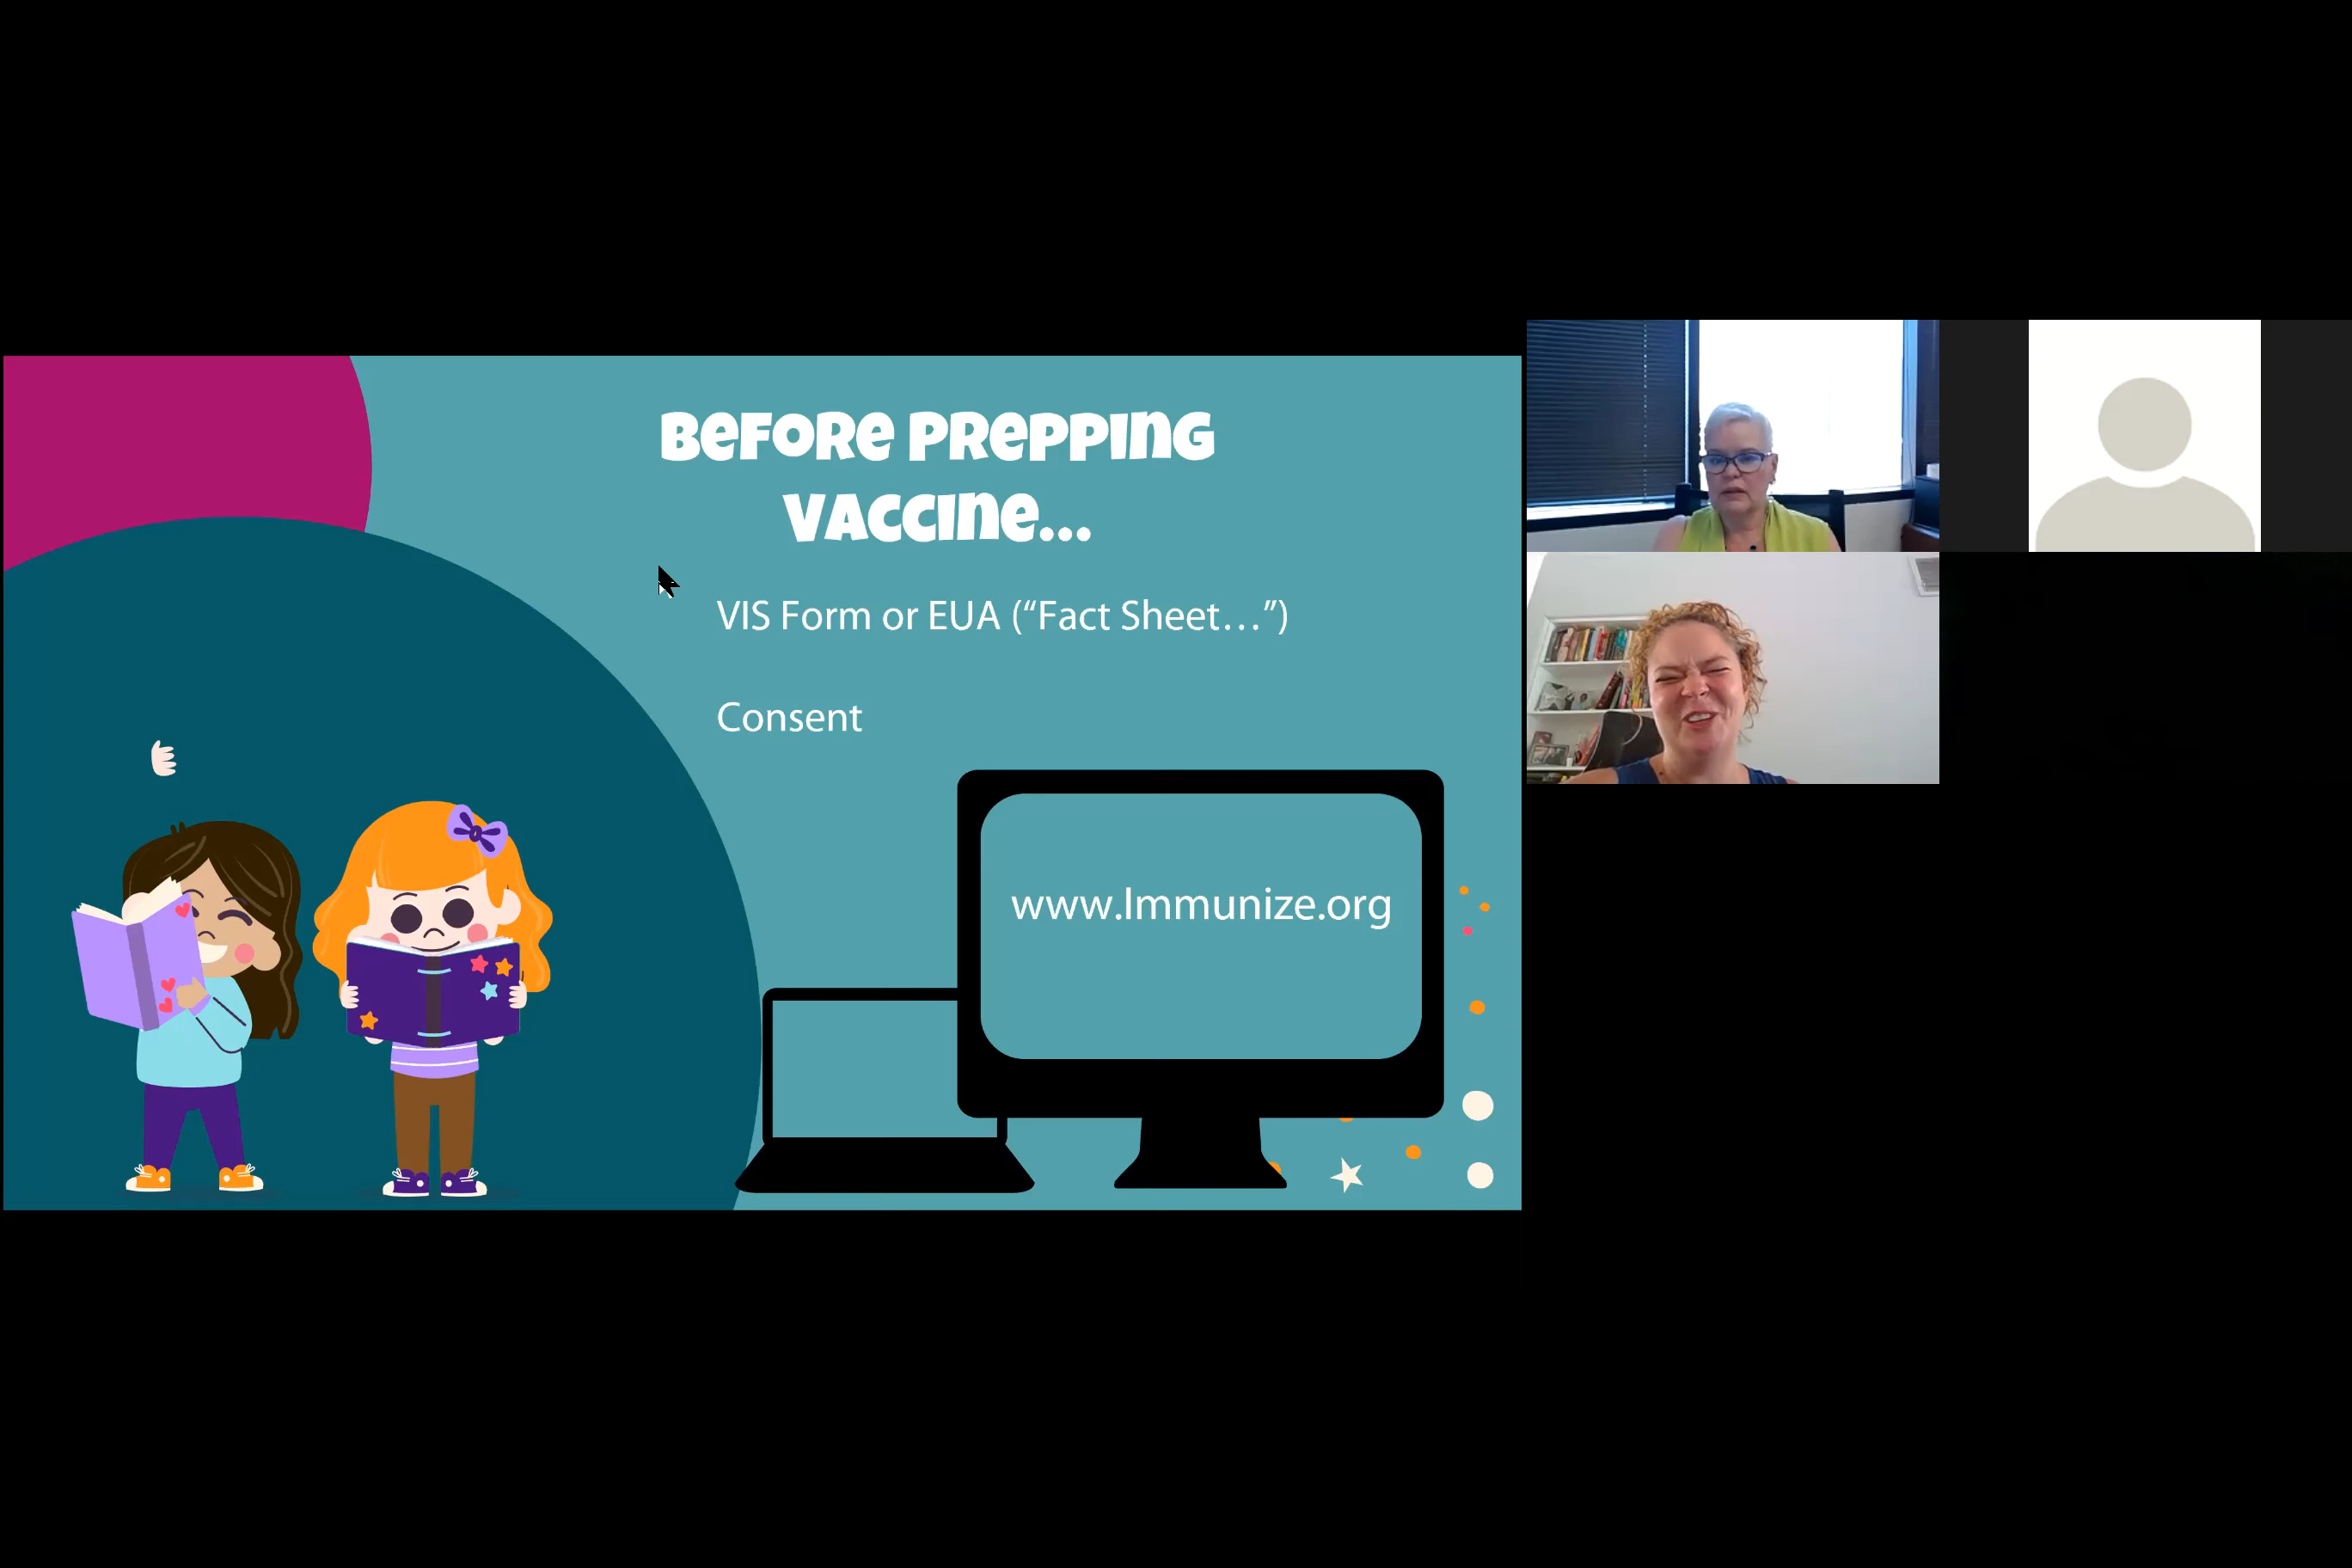 Before Prepping
Vaccine...
VIS Form or EUA (“Fact Sheet…”)
Consent
www.Immunize.org